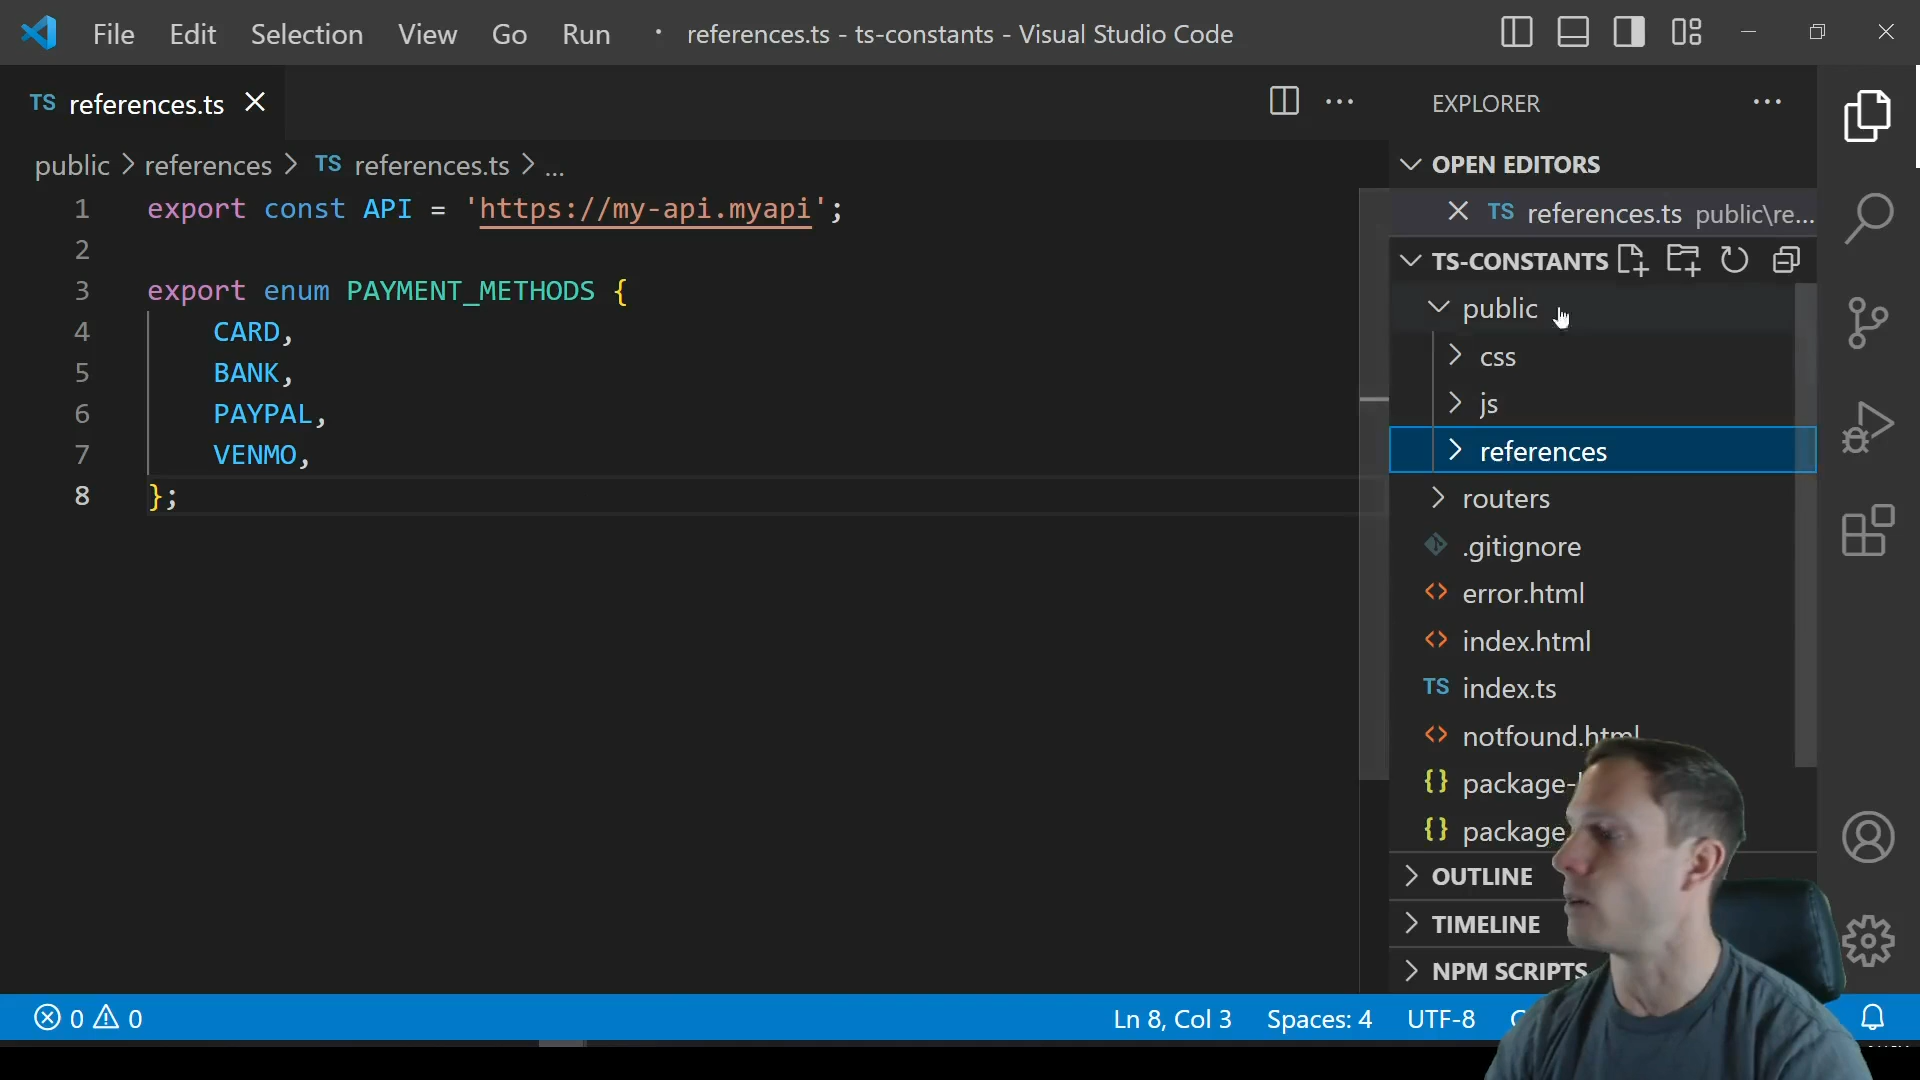 File Edit Selection View Go Run
references.ts - ts-constants - Visual Studio Code
TS references.ts
public > references > TS references.ts > ...
1 export const API = 'https://my-api.myapi';
2
3 export enum PAYMENT_METHODS {
4 CARD,
5 BANK,
6 PAYPAL,
7 VENMO,
8 };
EXPLORER
OPEN EDITORS
TS references.ts public\re...
TS-CONSTANTS
public
css
js
references
routers
.gitignore
error.html
index.html
TS index.ts
notfound.html
{} package-
{} package.
OUTLINE
TIMELINE
NPM SCRIPTS
0 0
Ln 8, Col 3 Spaces: 4 UTF-8